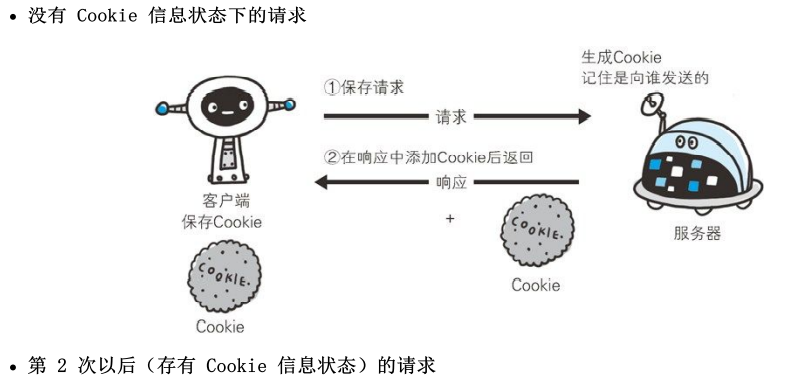 • 没有 Cookie 信息状态下的请求
生成Cookie
记住是向谁发送的
①保存请求
请求
②在响应中添加Cookie后返回
响应
客户端
保存Cookie
+
COOKIE.
服务器
Cookie
COOKIE.
Cookie
• 第 2 次以后（存有 Cookie 信息状态）的请求